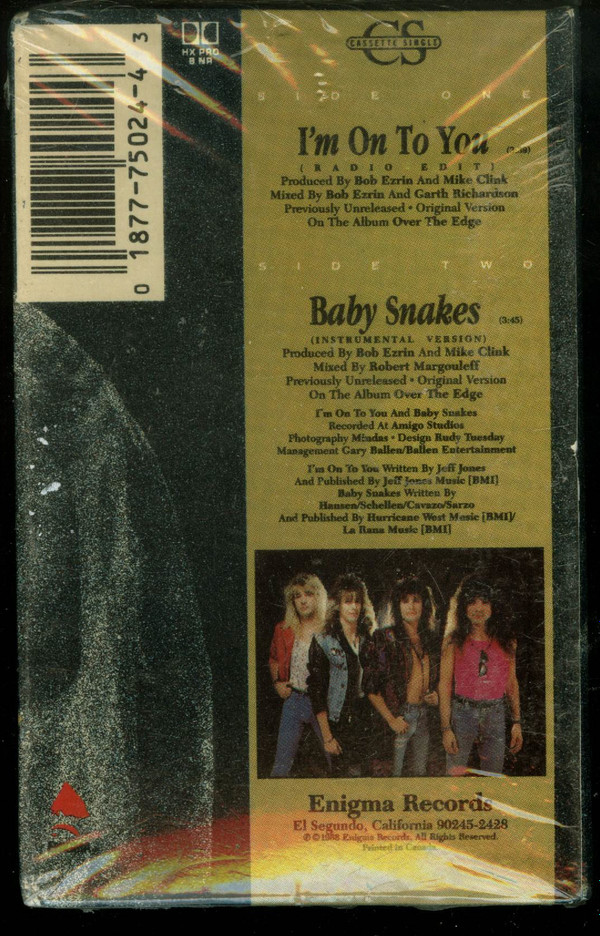 0 1877-75024-4 3
HX PRO
B NR
CS
CASSETTE SINGLE
SIDE ONE
I'm On To You
(RADIO EDIT)
Produced By Bob Ezrin And Mike Clink
Mixed By Bob Ezrin And Garth Richardson
Previously Unreleased • Original Version
On The Album Over The Edge
SIDE TWO
Baby Snakes (3:45)
(INSTRUMENTAL VERSION)
Produced By Bob Ezrin And Mike Clink
Mixed By Robert Margouleff
Previously Unreleased • Original Version
On The Album Over The Edge
I'm On To You And Baby Snakes
Recorded At Amigo Studios
Photography Mixdas • Design Rudy Tuesday
Management Gary Ballen/Ballen Entertainment
I'm On To You Written By Jeff Jones
And Published By Jeff Jones Music [BMI]
Baby Snakes Written By
Hansen/Schellen/Cavazo/Sarzo
And Published By Hurricane West Music [BMI]/
La Rana Music [BMI]
Enigma Records
El Segundo, California 90245-2428
℗©1988 Enigma Records. All Rights Reserved.
Printed in Canada